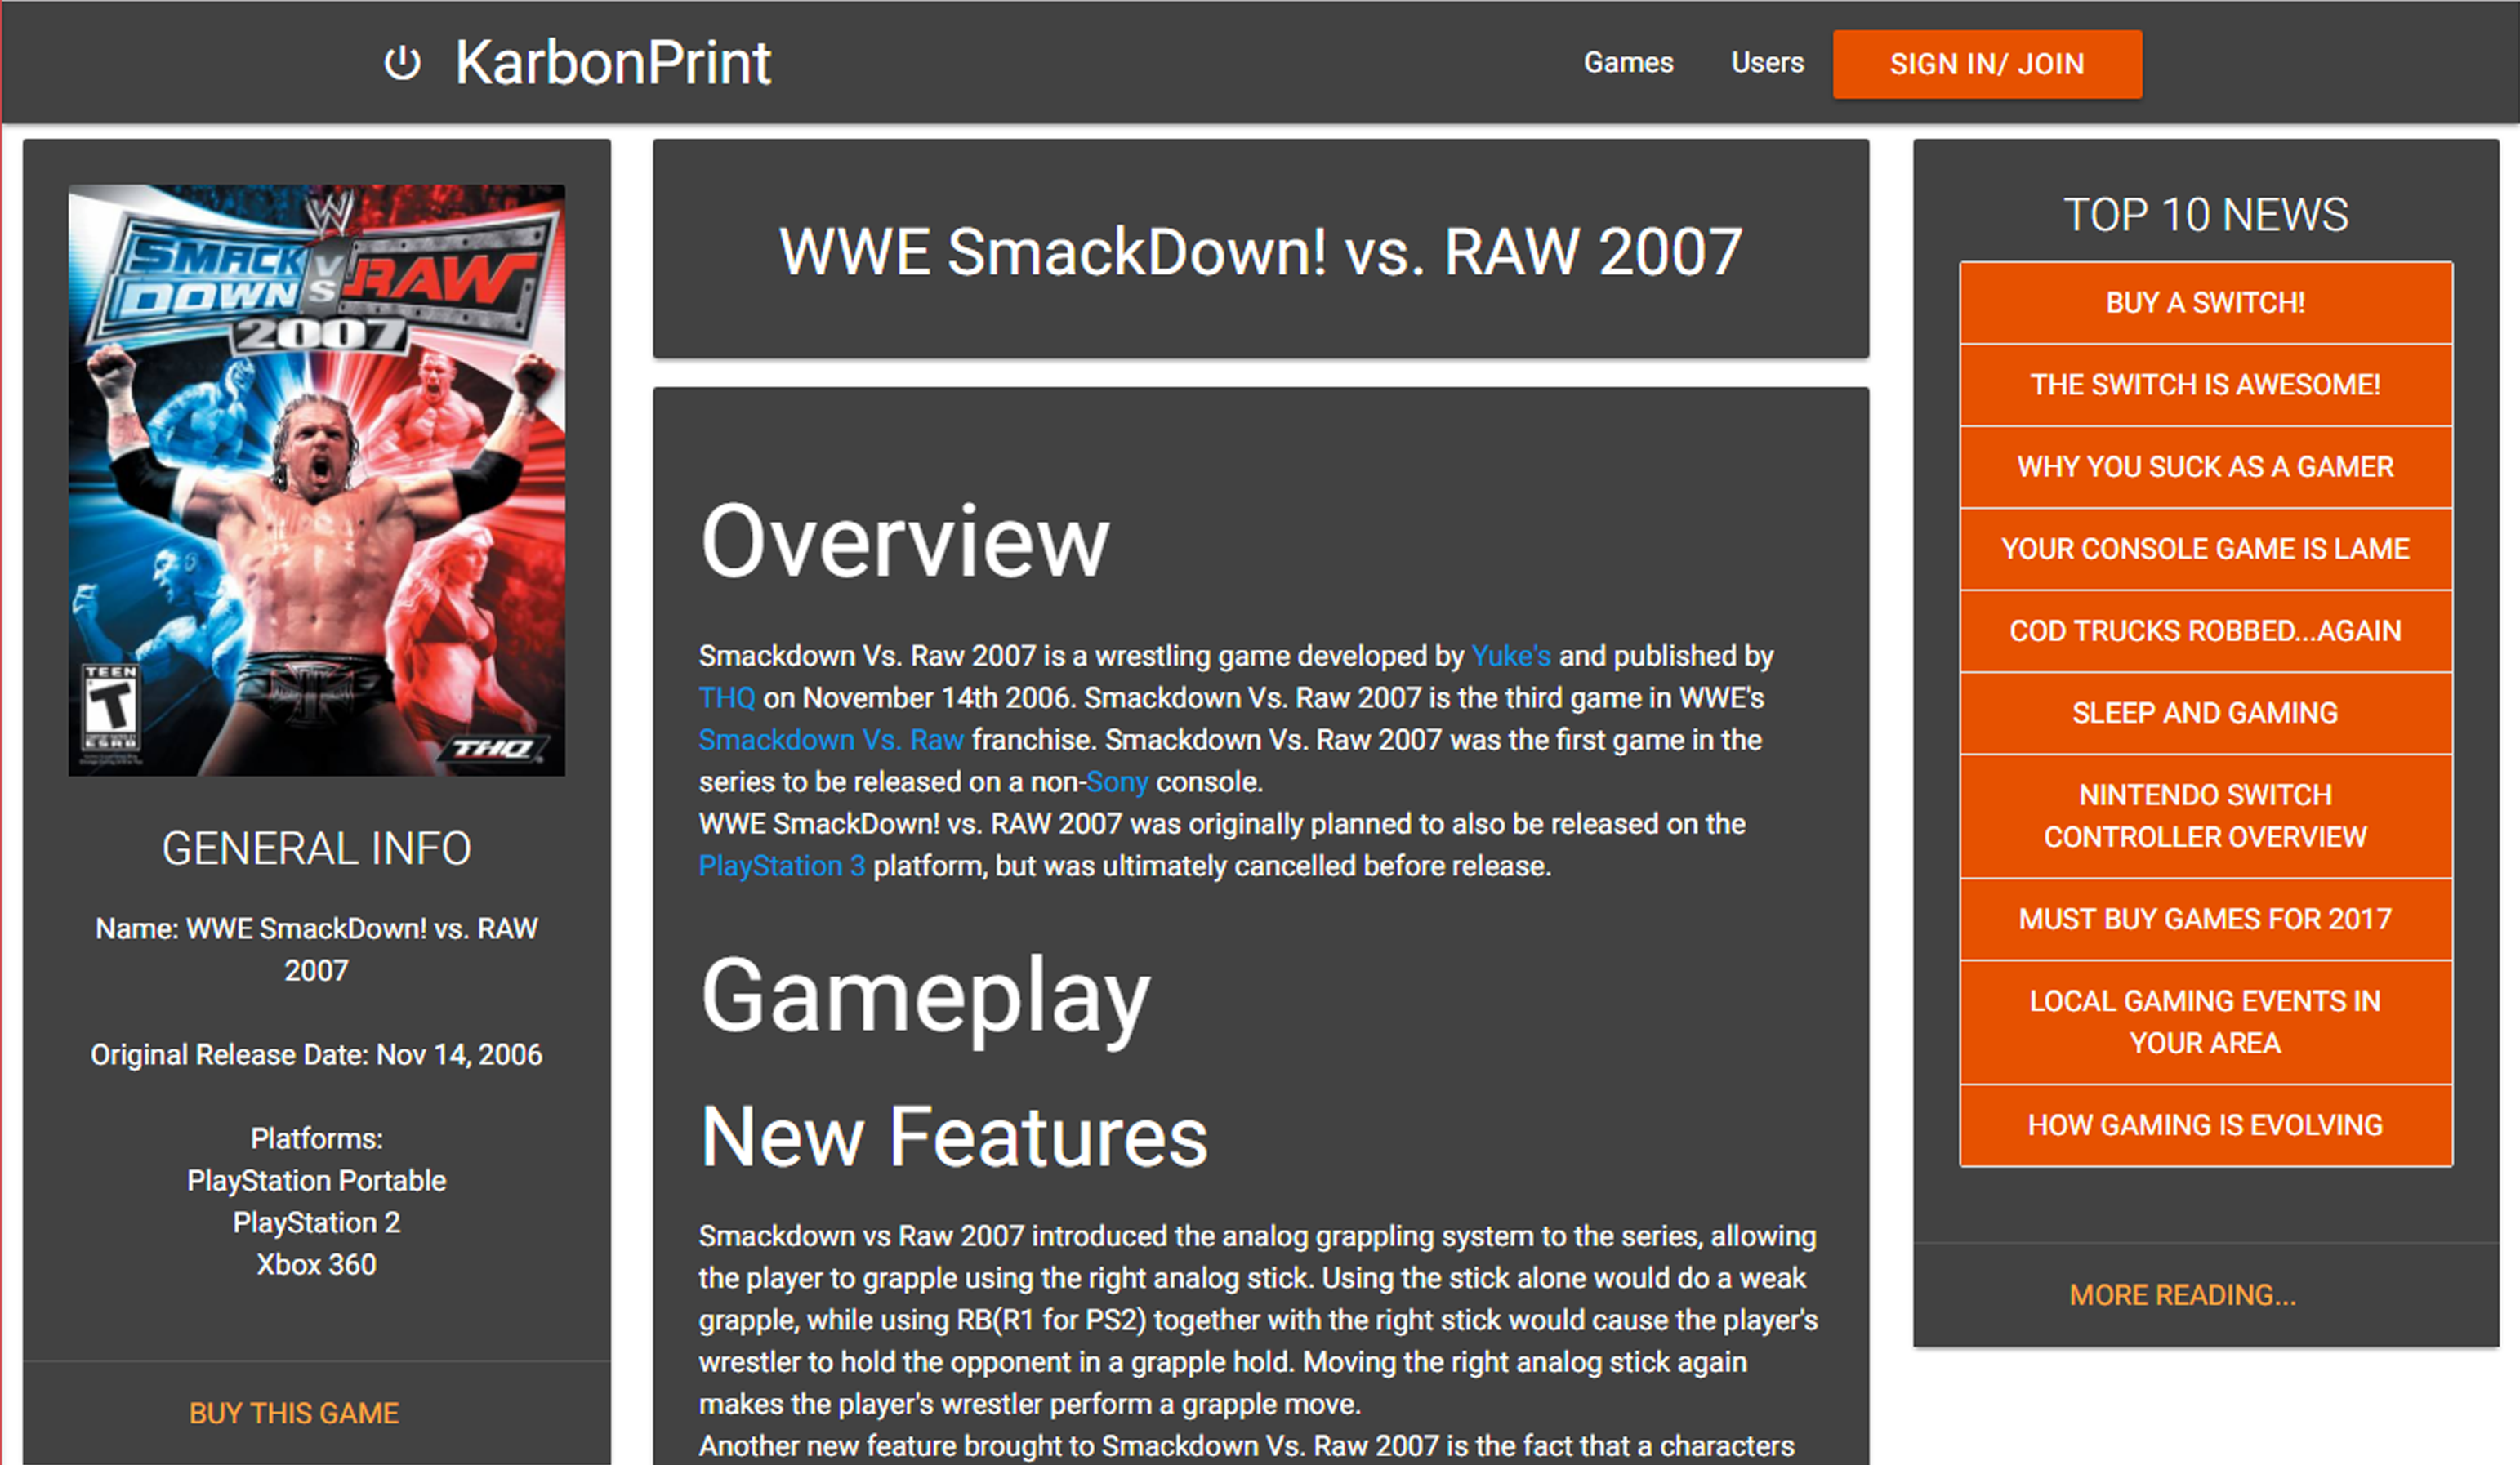 KarbonPrint
Games
Users
SIGN IN/ JOIN
W
SMACK
DOWN
VS
RAW
2007
TEEN
T
ESRB
THQ
GENERAL INFO
Name: WWE SmackDown! vs. RAW
2007
Original Release Date: Nov 14, 2006
Platforms:
PlayStation Portable
PlayStation 2
Xbox 360
BUY THIS GAME
WWE SmackDown! vs. RAW 2007
Overview
Smackdown Vs. Raw 2007 is a wrestling game developed by Yuke's and published by
THQ on November 14th 2006. Smackdown Vs. Raw 2007 is the third game in WWE's
Smackdown Vs. Raw franchise. Smackdown Vs. Raw 2007 was the first game in the
series to be released on a non-Sony console.
WWE SmackDown! vs. RAW 2007 was originally planned to also be released on the
PlayStation 3 platform, but was ultimately cancelled before release.
Gameplay
New Features
Smackdown vs Raw 2007 introduced the analog grappling system to the series, allowing
the player to grapple using the right analog stick. Using the stick alone would do a weak
grapple, while using RB(R1 for PS2) together with the right stick would cause the player's
wrestler to hold the opponent in a grapple hold. Moving the right analog stick again
makes the player's wrestler perform a grapple move.
Another new feature brought to Smackdown Vs. Raw 2007 is the fact that a characters
TOP 10 NEWS
BUY A SWITCH!
THE SWITCH IS AWESOME!
WHY YOU SUCK AS A GAMER
YOUR CONSOLE GAME IS LAME
COD TRUCKS ROBBED...AGAIN
SLEEP AND GAMING
NINTENDO SWITCH
CONTROLLER OVERVIEW
MUST BUY GAMES FOR 2017
LOCAL GAMING EVENTS IN
YOUR AREA
HOW GAMING IS EVOLVING
MORE READING...